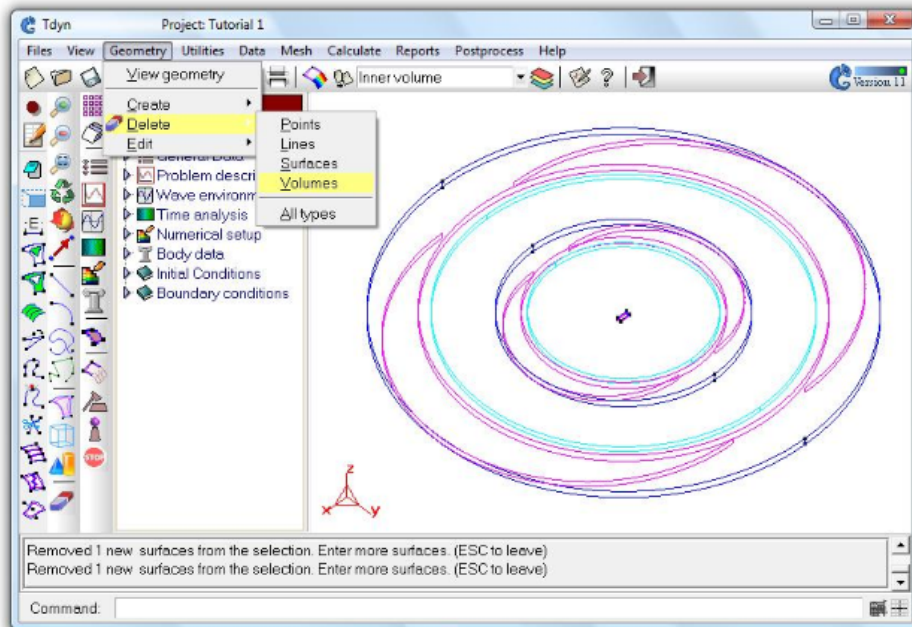 Tdyn Project: Tutorial 1
Files View Geometry Utilities Data Mesh Calculate Reports Postprocess Help
View geometry
Create
Delete
Edit
Points
Lines
Surfaces
Volumes
All types
Inner volume
Version 11
General Data
Problem descri
Wave environm
Time analysis
Numerical setup
Body data
Initial Conditions
Boundary conditions
STOP
z
x
y
Removed 1 new surfaces from the selection. Enter more surfaces. (ESC to leave)
Removed 1 new surfaces from the selection. Enter more surfaces. (ESC to leave)
Command: